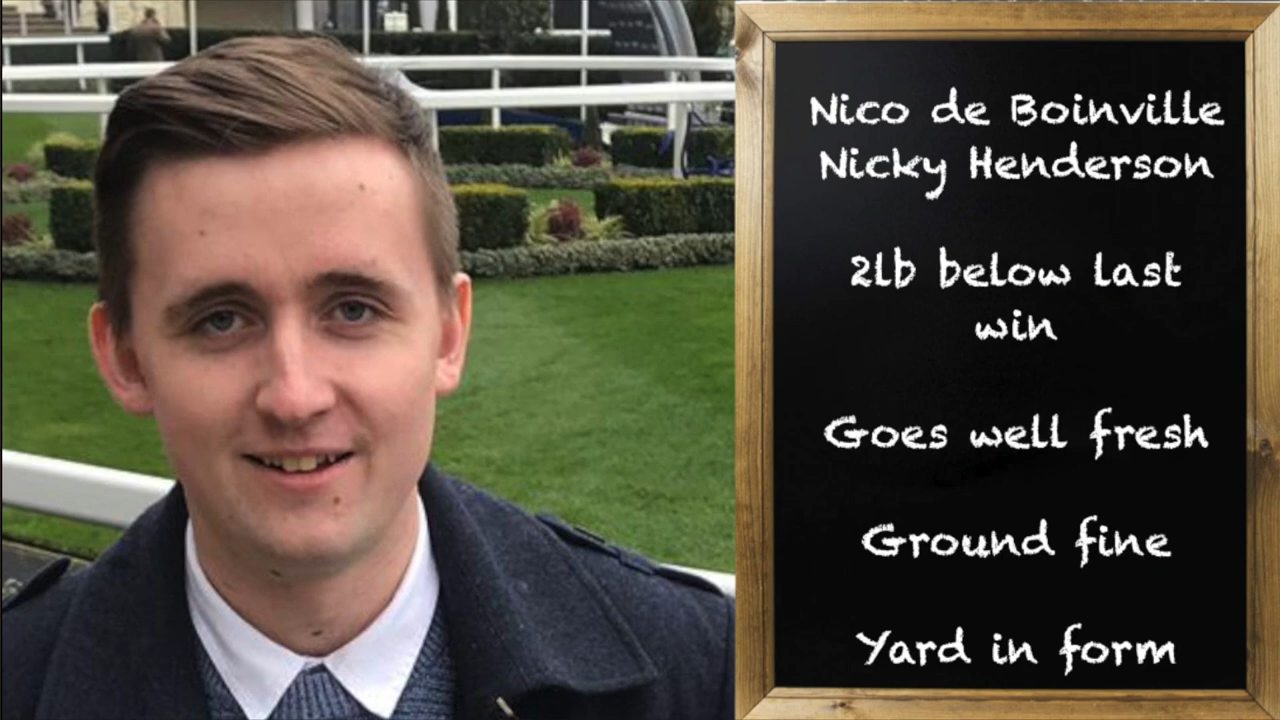 Nico de Boinville
Nicky Henderson
2lb below last
win
Goes well fresh
Ground fine
Yard in form